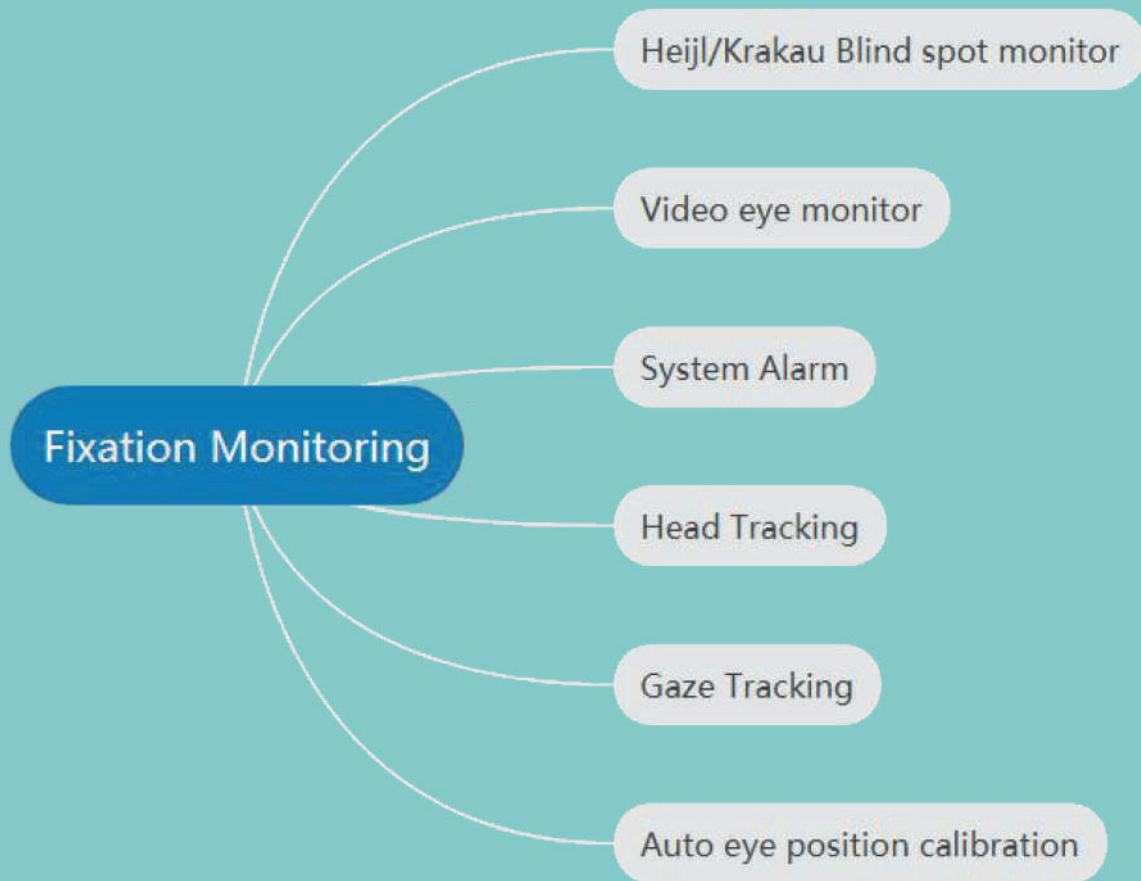 Heijl/Krakau Blind spot monitor
Video eye monitor
System Alarm
Fixation Monitoring
Head Tracking
Gaze Tracking
Auto eye position calibration